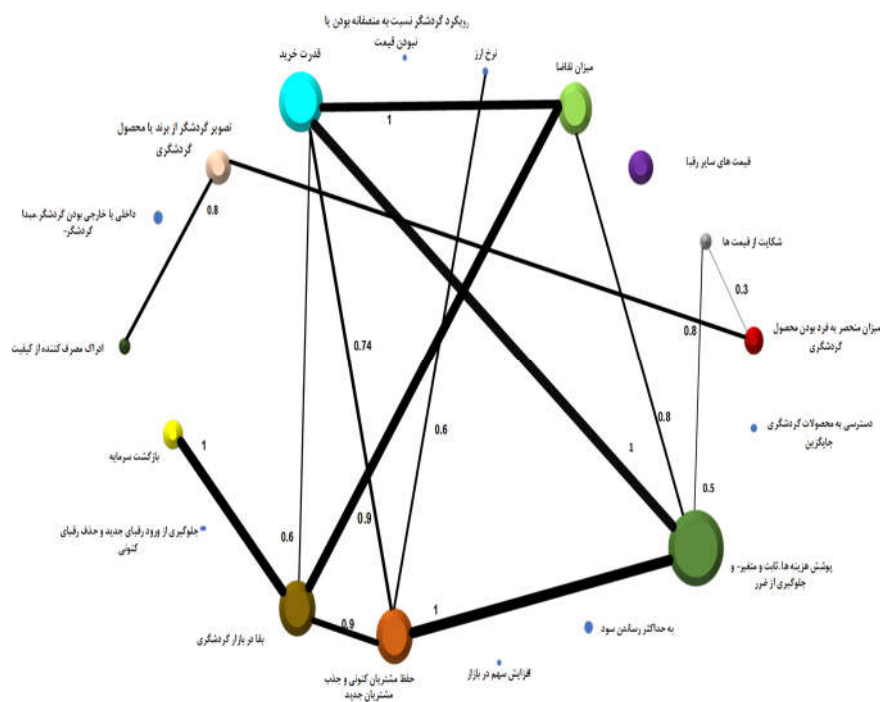 رویکرد گردشگر نسبت به منصفانه بودن یا
نبودن قیمت
قدرت خرید
نرخ ارز
میزان تقاضا
1
تصویر گردشگر از برند یا محصول
گردشگری
قیمت های سایر رقبا
0.8
داخلی یا خارجی بودن گردشگر.مبدا
گردشگر-
شکایت از قیمت ها
0.3
0.8
میزان منحصر به فرد بودن محصول
گردشگری
ادراک مصرف کننده از کیفیت
0.74
0.6
0.8
دسترسی به محصولات گردشگری
جایگزین
1
بازگشت سرمایه
1
0.5
جلوگیری از ورود رقبای جدید و حذف رقبای
کنونی
0.6
0.9
پوشش هزینه ها.ثابت و متغیر- و
جلوگیری از ضرر
1
0.9
بقا در بازار گردشگری
به حداکثر رساندن سود
حفظ مشتریان کنونی و جذب
مشتریان جدید
افزایش سهم در بازار